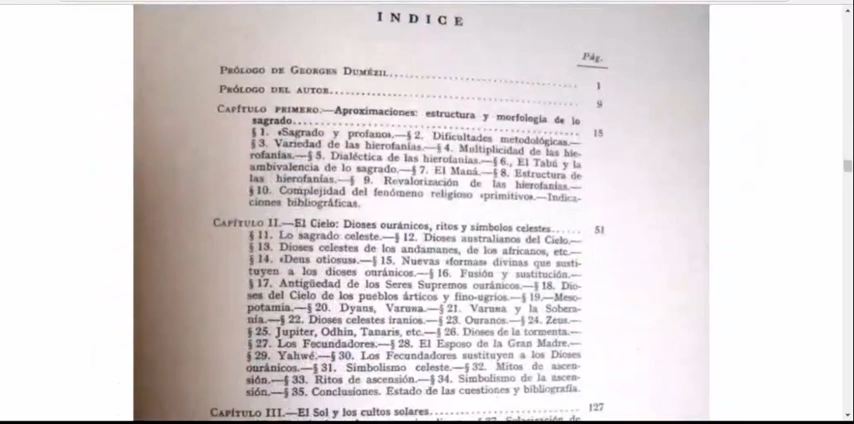 INDICE
Pág.
PRÓLOGO DE GEORGES DUMÉZIL 1
PRÓLOGO DEL AUTOR 9
CAPÍTULO PRIMERO.—Aproximaciones: estructura y morfología de lo
sagrado 15
§ 1. «Sagrado y profano».—§ 2. Dificultades metodológicas.—
§ 3. Variedad de las hierofanías.—§ 4. Multiplicidad de las hie-
rofanías.—§ 5. Dialéctica de las hierofanías.—§ 6., El Tabú y la
ambivalencia de lo sagrado.—§ 7. El Maná.—§ 8. Estructura de
las hierofanías.—§ 9. Revalorización de las hierofanías.—
§ 10. Complejidad del fenómeno religioso «primitivo».—Indica-
ciones bibliográficas.
CAPÍTULO II.—El Cielo: Dioses ouránicos, ritos y símbolos celestes 51
§ 11. Lo sagrado celeste.—§ 12. Dioses australianos del Cielo.—
§ 13. Dioses celestes de los andamanes, de los africanos, etc.—
§ 14. «Deus otiosus».—§ 15. Nuevas «formas» divinas que susti-
tuyen a los dioses ouránicos.—§ 16. Fusión y sustitución.—
§ 17. Antigüedad de los Seres Supremos ouránicos.—§ 18. Dio-
ses del Cielo de los pueblos árticos y fino-ugrios.—§ 19.—Meso-
potamia.—§ 20. Dyaus, Varuna.—§ 21. Varuna y la Sobera-
nía.—§ 22. Dioses celestes iranios.—§ 23. Ouranos.—§ 24. Zeus.—
§ 25. Jupiter, Odhin, Tanaris, etc.—§ 26. Dioses de la tormenta.—
§ 27. Los Fecundadores.—§ 28. El Esposo de la Gran Madre.—
§ 29. Yahwé.—§ 30. Los Fecundadores sustituyen a los Dioses
ouránicos.—§ 31. Simbolismo celeste.—§ 32. Mitos de ascen-
sión.—§ 33. Ritos de ascensión.—§ 34. Simbolismo de la ascen-
sión.—§ 35. Conclusiones. Estado de las cuestiones y bibliografía.
CAPÍTULO III.—El Sol y los cultos solares 127